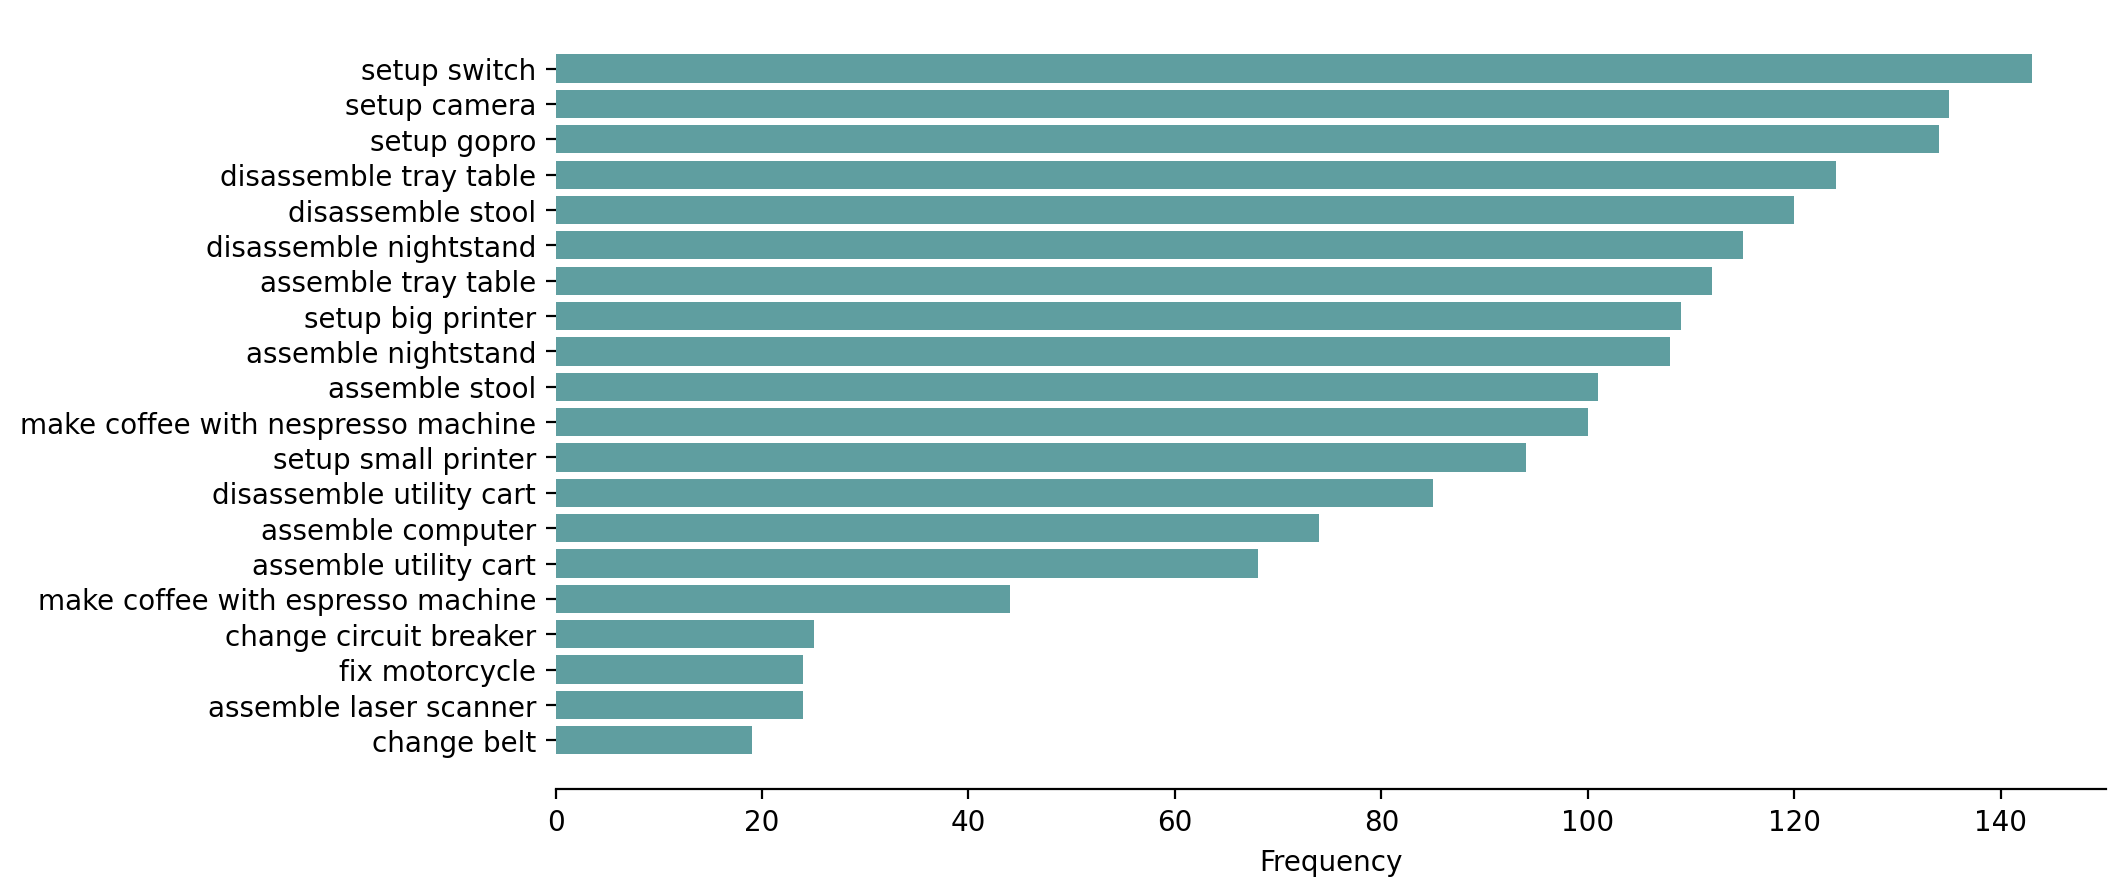 setup switch
setup camera
setup gopro
disassemble tray table
disassemble stool
disassemble nightstand
assemble tray table
setup big printer
assemble nightstand
assemble stool
make coffee with nespresso machine
setup small printer
disassemble utility cart
assemble computer
assemble utility cart
make coffee with espresso machine
change circuit breaker
fix motorcycle
assemble laser scanner
change belt
0 20 40 60 80 100 120 140
Frequency